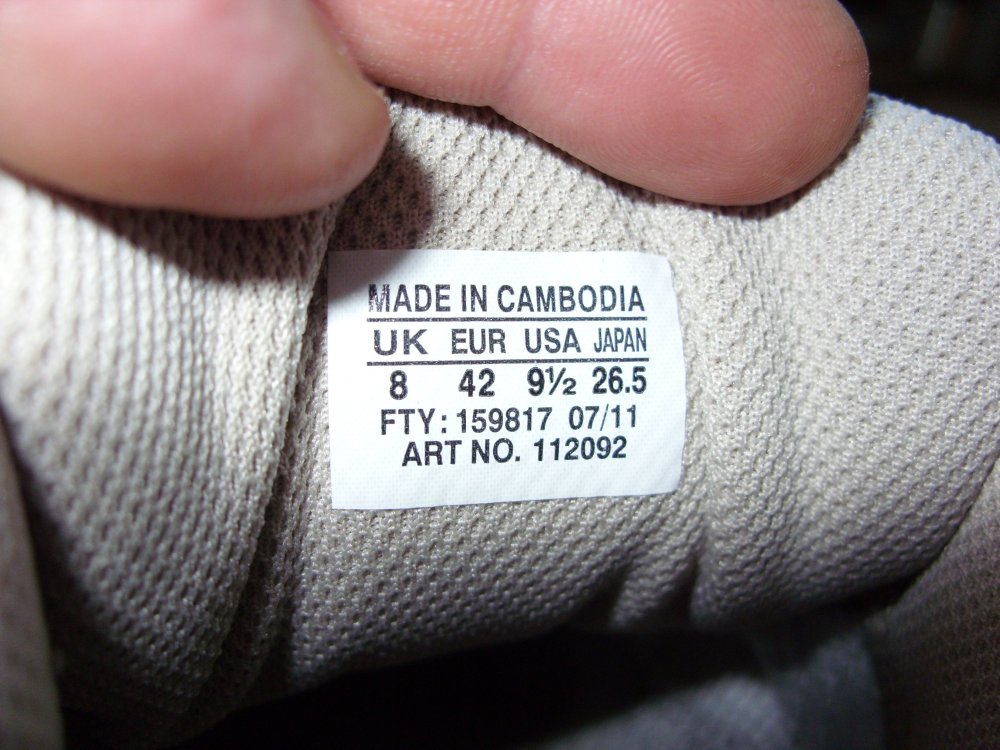 MADE IN CAMBODIA
UK EUR USA JAPAN
8 42 9½ 26.5
FTY: 159817 07/11
ART NO. 112092